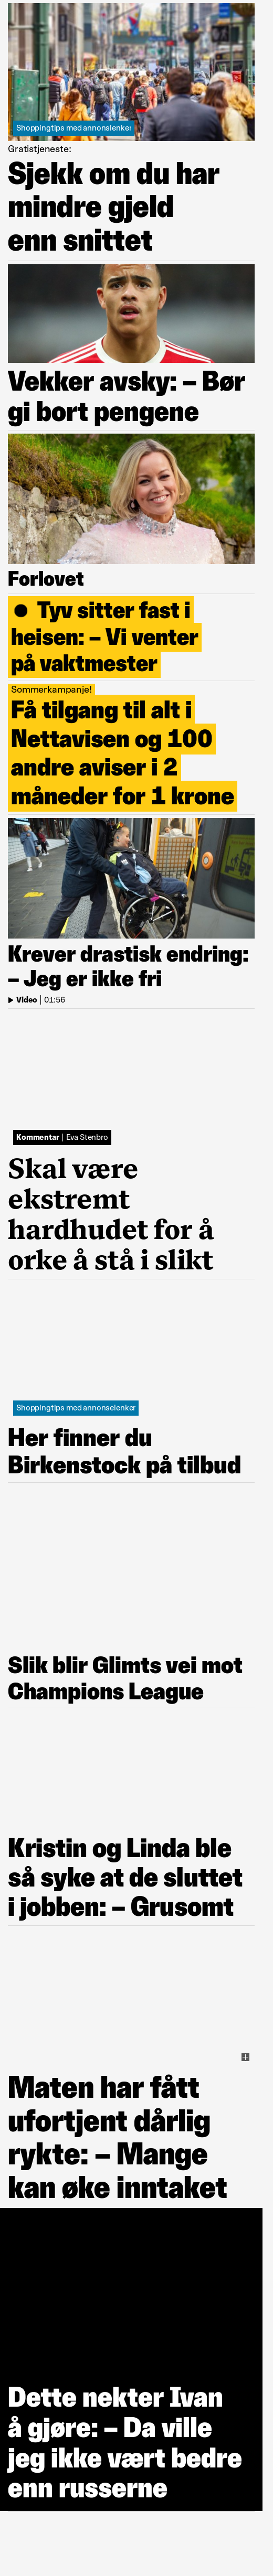 Shoppingtips med annonslenker
Gratistjeneste:
Sjekk om du har
mindre gjeld
enn snittet
Vekker avsky: – Bør
gi bort pengene
Forlovet
● Tyv sitter fast i
heisen: – Vi venter
på vaktmester
Sommerkampanje!
Få tilgang til alt i
Nettavisen og 100
andre aviser i 2
måneder for 1 krone
Krever drastisk endring:
– Jeg er ikke fri
Video | 01:56
Kommentar | Eva Stenbro
Skal være
ekstremt
hardhudet for å
orke å stå i slikt
Shoppingtips med annonselenker
Her finner du
Birkenstock på tilbud
Slik blir Glimts vei mot
Champions League
Kristin og Linda ble
så syke at de sluttet
i jobben: – Grusomt
Maten har fått
ufortjent dårlig
rykte: – Mange
kan øke inntaket
Dette nekter Ivan
å gjøre: – Da ville
jeg ikke vært bedre
enn russerne